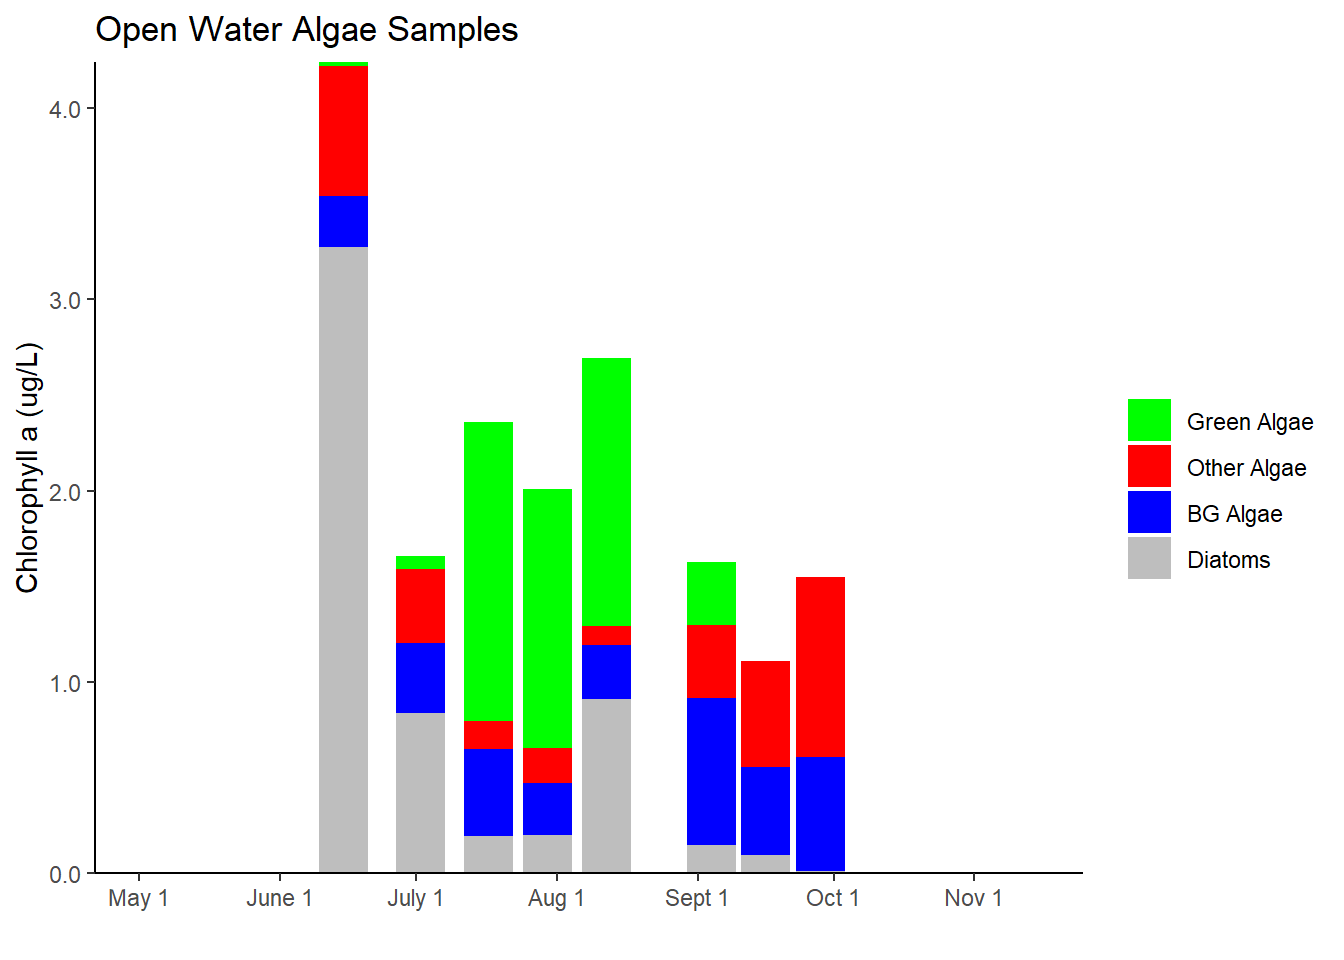 Open Water Algae Samples
Chlorophyll a (ug/L)
4.0
3.0
2.0
1.0
0.0
May 1
June 1
July 1
Aug 1
Sept 1
Oct 1
Nov 1
Green Algae
Other Algae
BG Algae
Diatoms